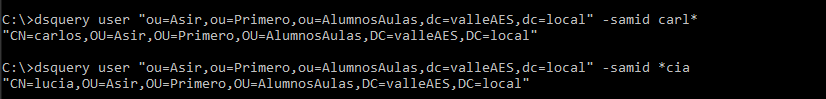 C:\>dsquery user "ou=Asir,ou=Primero,ou=AlumnosAulas,dc=valleAES,dc=local" -samid carl*
"CN=carlos,OU=Asir,OU=Primero,OU=AlumnosAulas,DC=valleAES,DC=local"
C:\>dsquery user "ou=Asir,ou=Primero,ou=AlumnosAulas,dc=valleAES,dc=local" -samid *cia
"CN=lucia,OU=Asir,OU=Primero,OU=AlumnosAulas,DC=valleAES,DC=local"